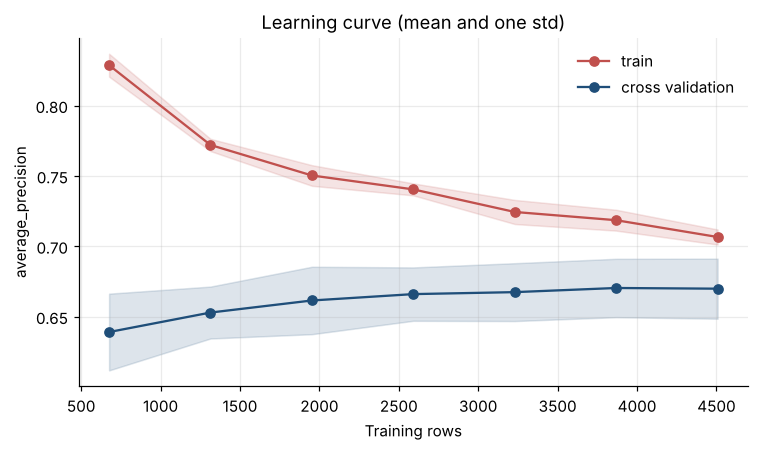 Learning curve (mean and one std)
train
cross validation
0.80
0.75
0.70
0.65
average_precision
500 1000 1500 2000 2500 3000 3500 4000 4500
Training rows